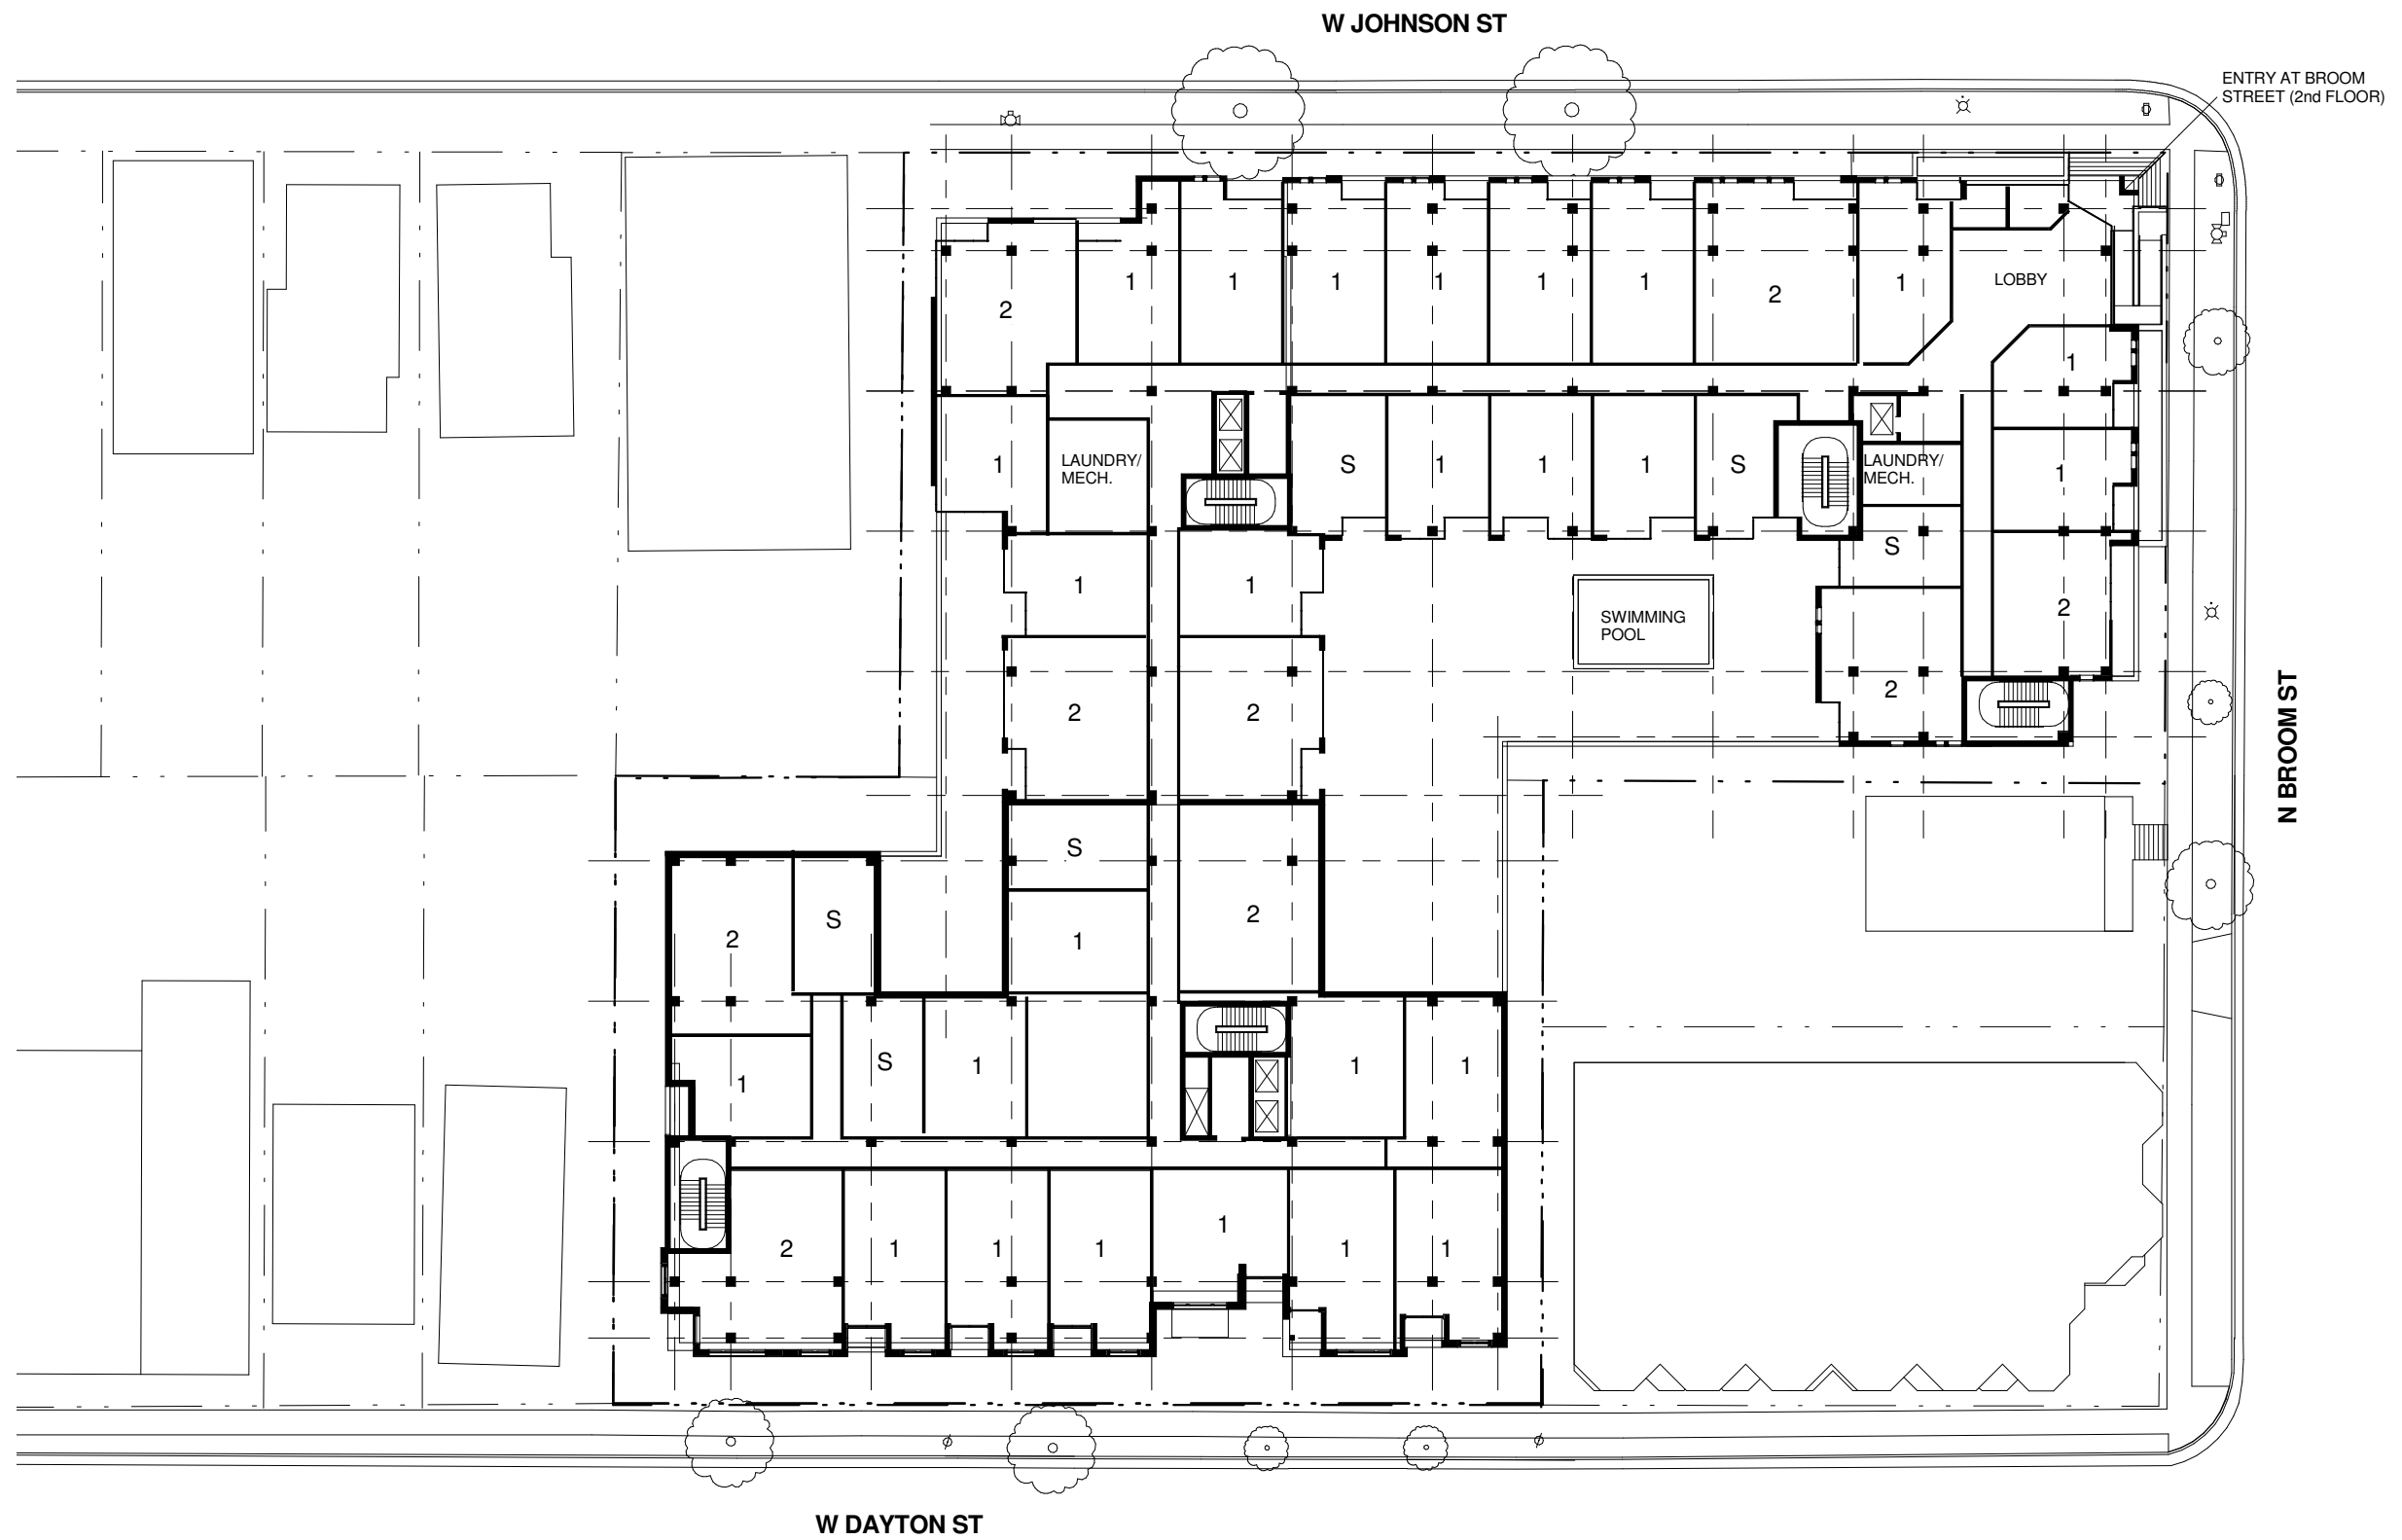 W JOHNSON ST
ENTRY AT BROOM
STREET (2nd FLOOR)
1 1 1 1 1 1 1 LOBBY
2 2
1
S 1 1 1 S
1 LAUNDRY/
MECH.
LAUNDRY/
MECH.
1
S
1 1
2
SWIMMING
POOL
2
2 2
N BROOM ST
S
2 S 2
1
S 1 1 1
1
1
2 1 1 1 1 1
W DAYTON ST